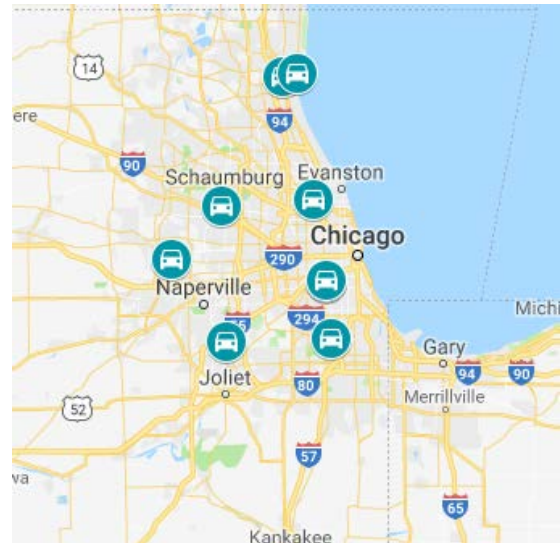 14
94
ere
90
Schaumburg
Evanston
Chicago
290
Naperville
Michi
294
Gary
Joliet
80
94
90
Merrillville
52
57
wa
65
Kankakee